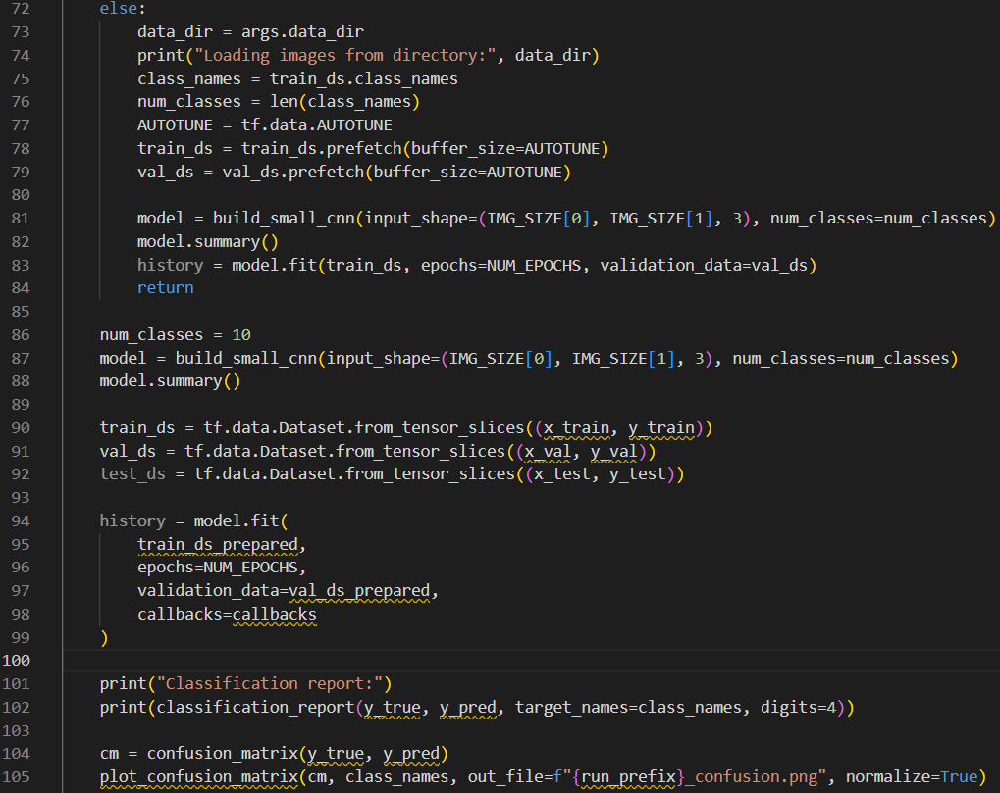 72 else:
73 data_dir = args.data_dir
74 print("Loading images from directory:", data_dir)
75 class_names = train_ds.class_names
76 num_classes = len(class_names)
77 AUTOTUNE = tf.data.AUTOTUNE
78 train_ds = train_ds.prefetch(buffer_size=AUTOTUNE)
79 val_ds = val_ds.prefetch(buffer_size=AUTOTUNE)
80
81 model = build_small_cnn(input_shape=(IMG_SIZE[0], IMG_SIZE[1], 3), num_classes=num_classes)
82 model.summary()
83 history = model.fit(train_ds, epochs=NUM_EPOCHS, validation_data=val_ds)
84 return
85
86 num_classes = 10
87 model = build_small_cnn(input_shape=(IMG_SIZE[0], IMG_SIZE[1], 3), num_classes=num_classes)
88 model.summary()
89
90 train_ds = tf.data.Dataset.from_tensor_slices((x_train, y_train))
91 val_ds = tf.data.Dataset.from_tensor_slices((x_val, y_val))
92 test_ds = tf.data.Dataset.from_tensor_slices((x_test, y_test))
93
94 history = model.fit(
95 train_ds_prepared,
96 epochs=NUM_EPOCHS,
97 validation_data=val_ds_prepared,
98 callbacks=callbacks
99 )
100
101 print("Classification report:")
102 print(classification_report(y_true, y_pred, target_names=class_names, digits=4))
103
104 cm = confusion_matrix(y_true, y_pred)
105 plot_confusion_matrix(cm, class_names, out_file=f"{run_prefix}_confusion.png", normalize=True)